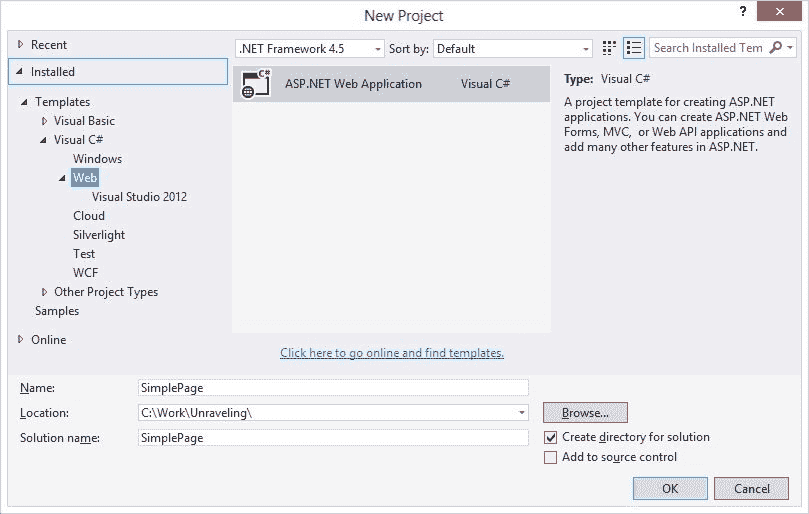 New Project
?
Recent
Installed
Templates
Visual Basic
Visual C#
Windows
Web
Visual Studio 2012
Cloud
Silverlight
Test
WCF
Other Project Types
Samples
Online
.NET Framework 4.5
Sort by: Default
Search Installed Tem
C#
ASP.NET Web Application Visual C#
Type: Visual C#
A project template for creating ASP.NET
applications. You can create ASP.NET Web
Forms, MVC, or Web API applications and
add many other features in ASP.NET.
Click here to go online and find templates.
Name: SimplePage
Location: C:\Work\Unraveling\
Browse...
Solution name: SimplePage
Create directory for solution
Add to source control
OK
Cancel